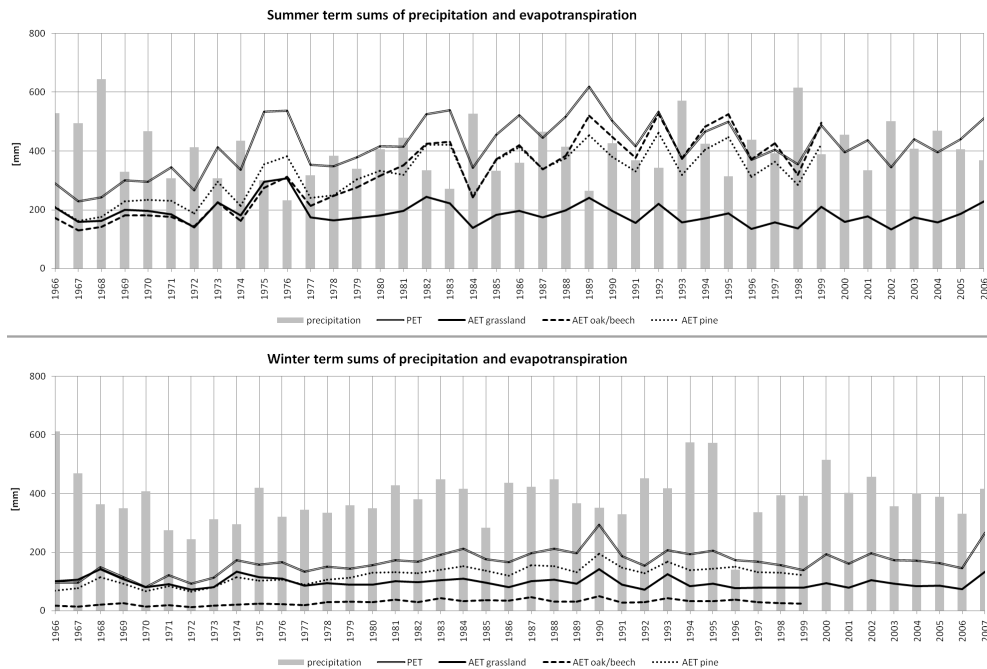 Summer term sums of precipitation and evapotranspiration
800
600
400
200
0
[mm]
1966 1967 1968 1969 1970 1971 1972 1973 1974 1975 1976 1977 1978 1979 1980 1981 1982 1983 1984 1985 1986 1987 1988 1989 1990 1991 1992 1993 1994 1995 1996 1997 1998 1999 2000 2001 2002 2003 2004 2005 2006
precipitation PET AET grassland AET oak/beech AET pine
Winter term sums of precipitation and evapotranspiration
800
600
400
200
0
[mm]
1966 1967 1968 1969 1970 1971 1972 1973 1974 1975 1976 1977 1978 1979 1980 1981 1982 1983 1984 1985 1986 1987 1988 1989 1990 1991 1992 1993 1994 1995 1996 1997 1998 1999 2000 2001 2002 2003 2004 2005 2006 2007
precipitation PET AET grassland AET oak/beech AET pine